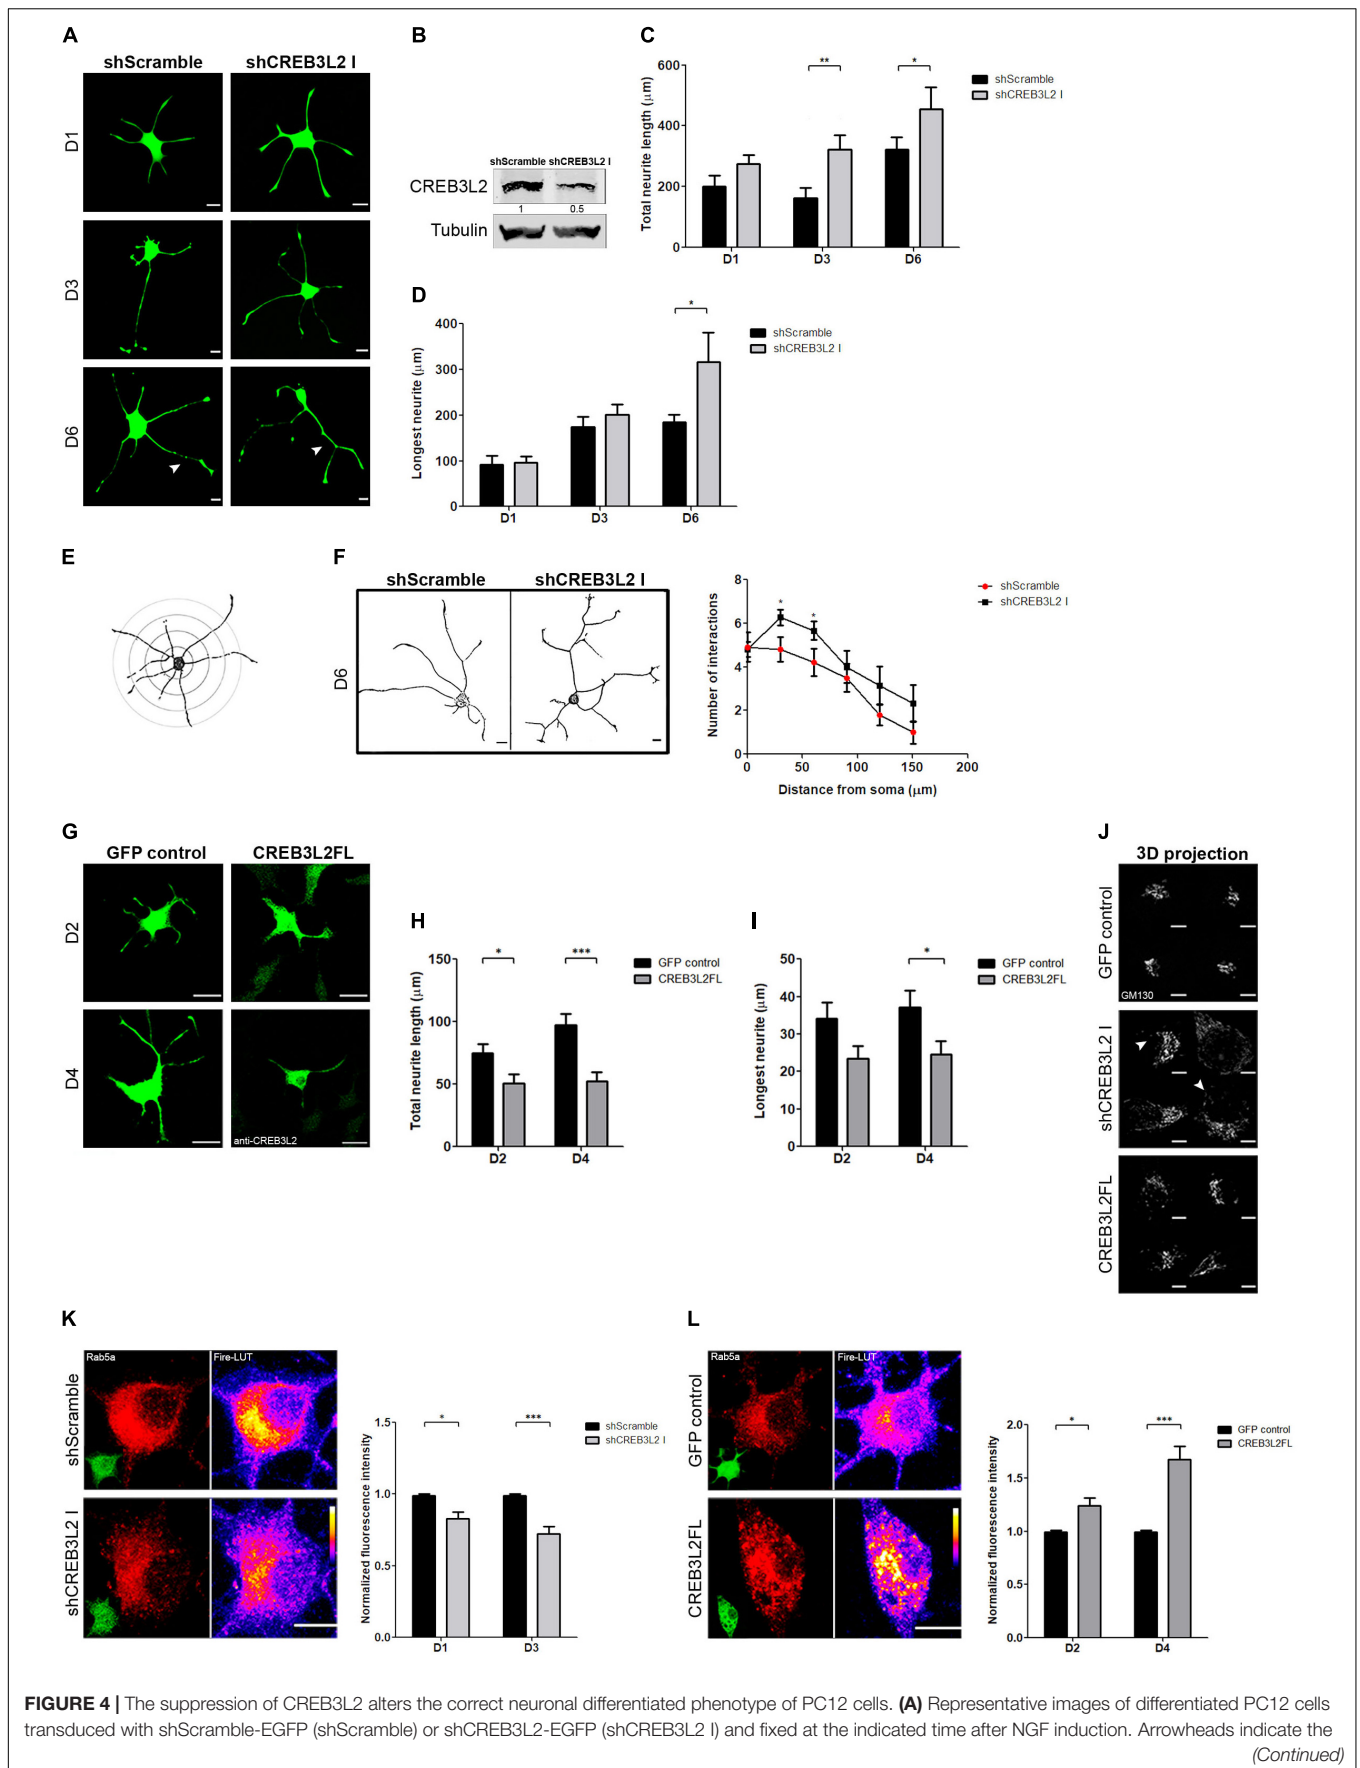 A
shScramble
shCREB3L2 I
D1
D3
D6
B
shScramble shCREB3L2 I
CREB3L2
1 0.5
Tubulin
C
Total neurite length (μm)
600
400
200
0
** *
D1 D3 D6
shScramble
shCREB3L2 I
D
Longest neurite (μm)
400
300
200
100
0
*
D1 D3 D6
shScramble
shCREB3L2 I
E
F
shScramble
shCREB3L2 I
D6
Number of interactions
8
6
4
2
0
* *
0 50 100 150 200
Distance from soma (μm)
shScramble
shCREB3L2 I
G
GFP control
CREB3L2FL
D2
D4
anti-CREB3L2
H
Total neurite length (μm)
150
100
50
0
* ***
D2 D4
GFP control
CREB3L2FL
I
Longest neurite (μm)
50
40
30
20
10
0
*
D2 D4
GFP control
CREB3L2FL
J
3D projection
GFP control
GM130
shCREB3L2 I
CREB3L2FL
K
shScramble
Rab5a
Fire-LUT
shCREB3L2 I
Normalized fluorescence intensity
1.5
1.0
0.5
0.0
* ***
D1 D3
shScramble
shCREB3L2 I
L
GFP control
Rab5a
Fire-LUT
CREB3L2FL
Normalized fluorescence intensity
2.0
1.5
1.0
0.5
0.0
* ***
D2 D4
GFP control
CREB3L2FL
FIGURE 4 | The suppression of CREB3L2 alters the correct neuronal differentiated phenotype of PC12 cells. (A) Representative images of differentiated PC12 cells
transduced with shScramble-EGFP (shScramble) or shCREB3L2-EGFP (shCREB3L2 I) and fixed at the indicated time after NGF induction. Arrowheads indicate the
(Continued)